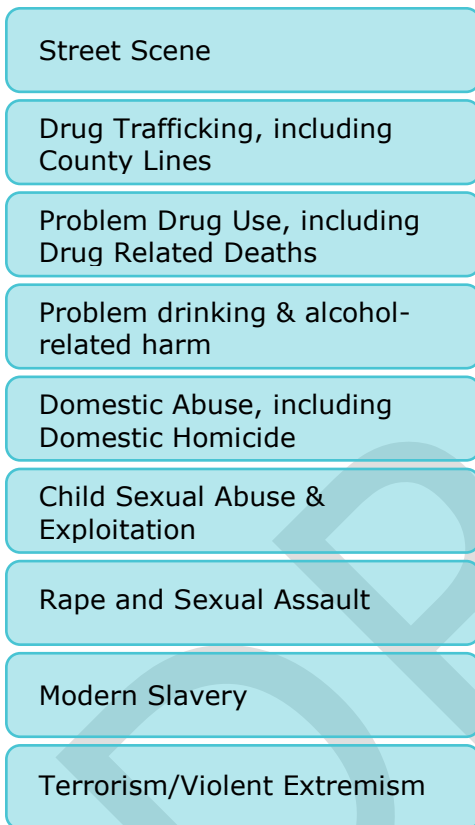 Street Scene
Drug Trafficking, including
County Lines
Problem Drug Use, including
Drug Related Deaths
Problem drinking & alcohol-
related harm
Domestic Abuse, including
Domestic Homicide
Child Sexual Abuse &
Exploitation
Rape and Sexual Assault
Modern Slavery
Terrorism/Violent Extremism